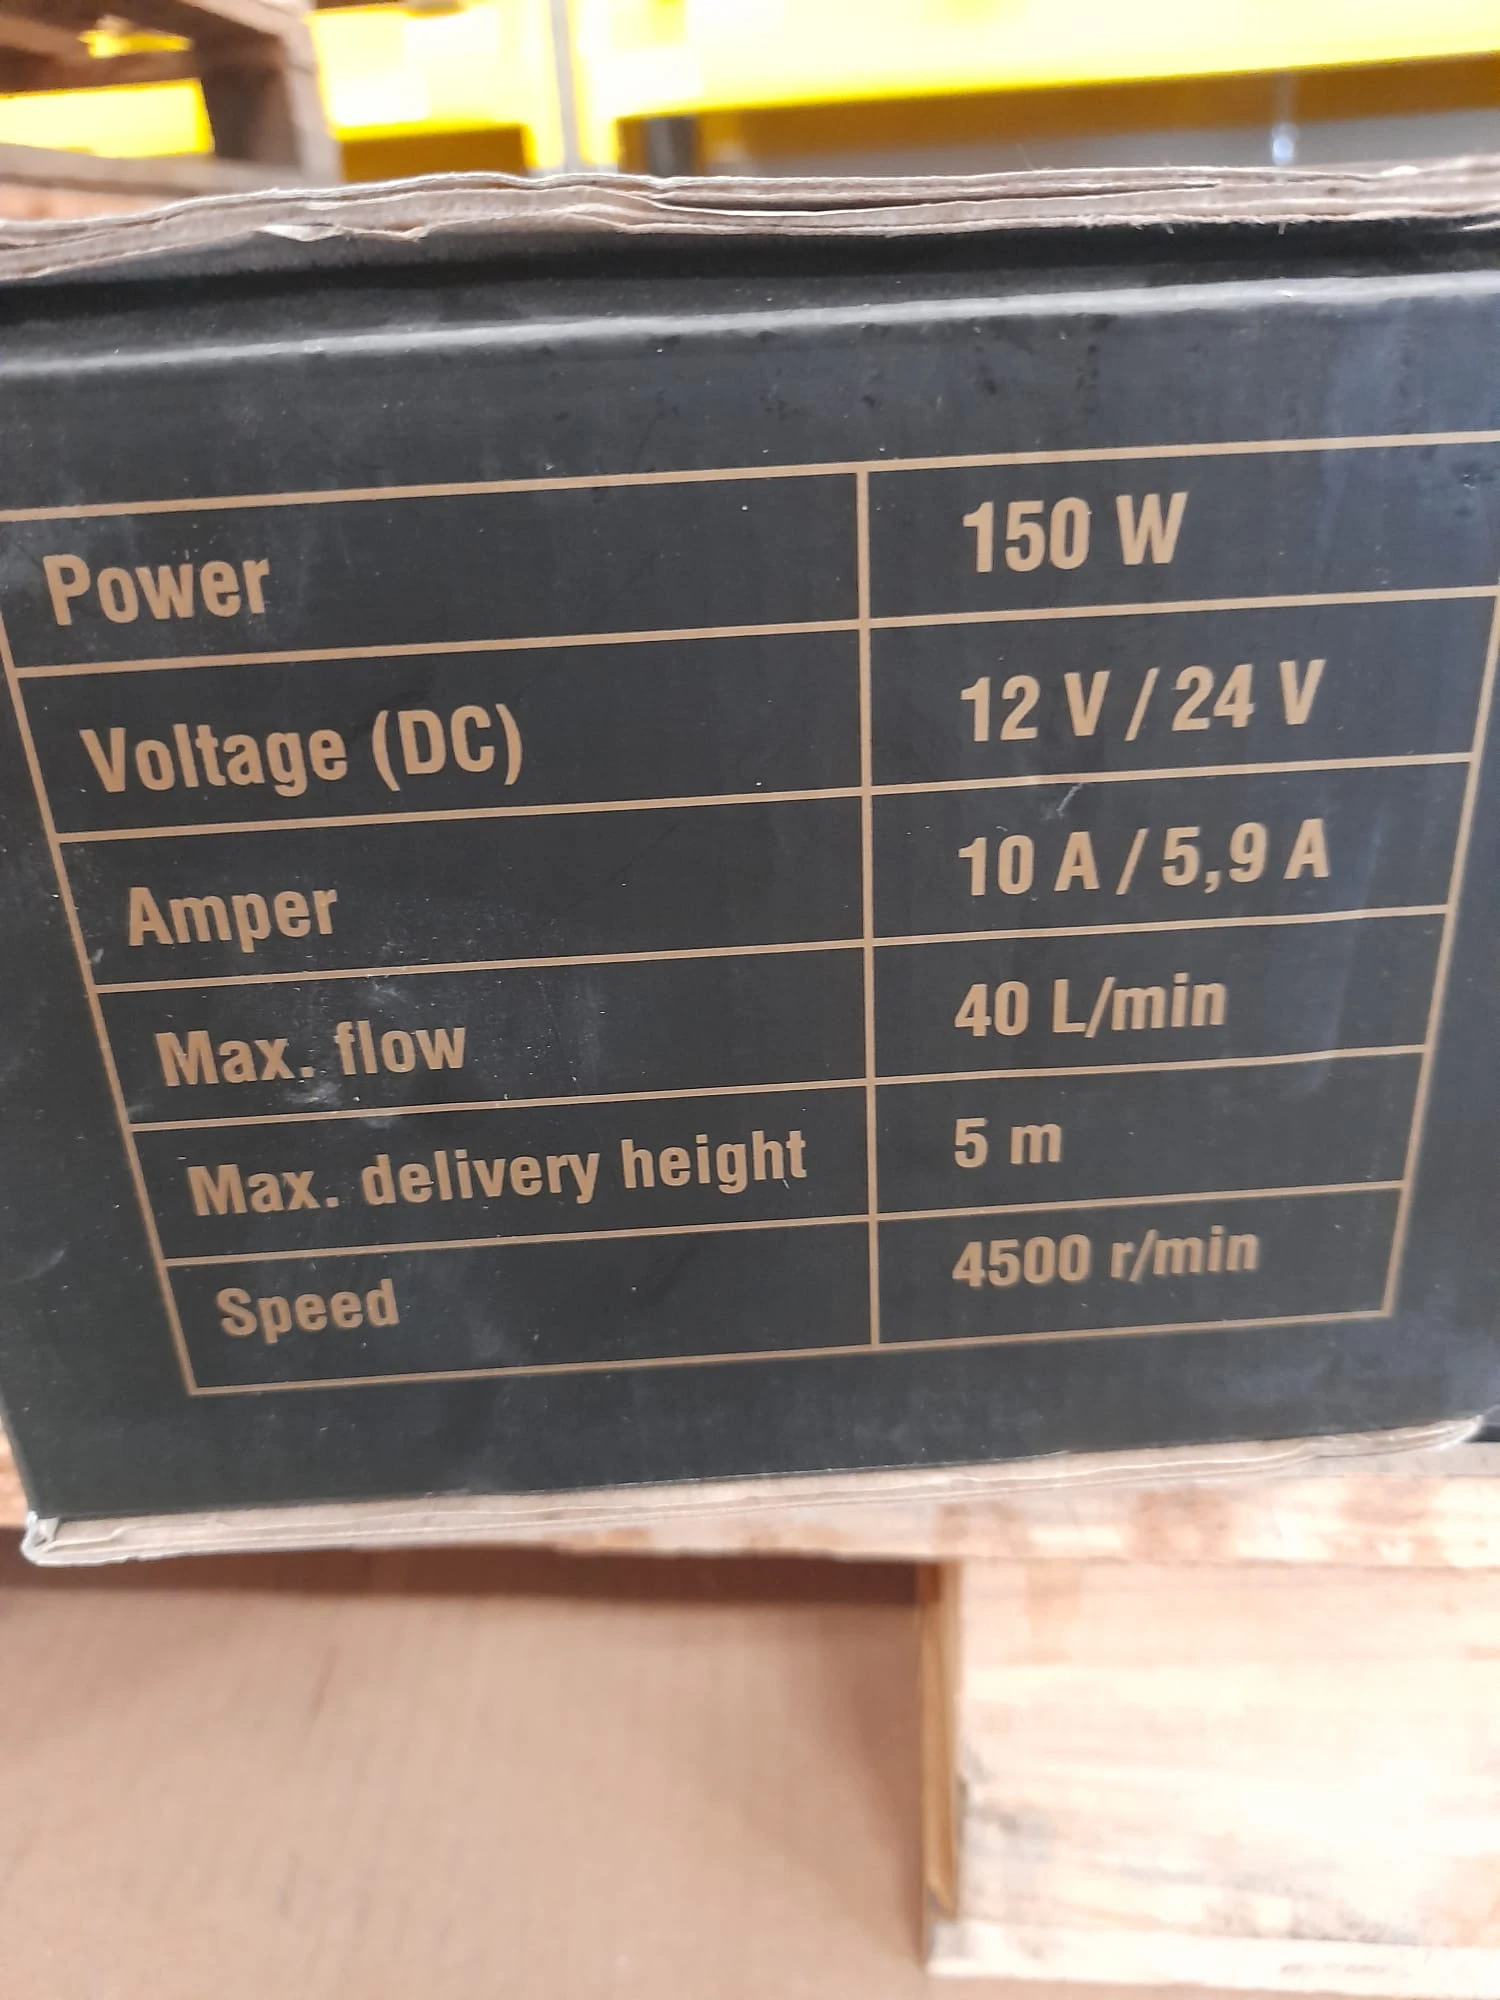 Power 150 W
Voltage (DC) 12 V / 24 V
Amper 10 A / 5,9 A
Max. flow 40 L/min
Max. delivery height 5 m
Speed 4500 r/min